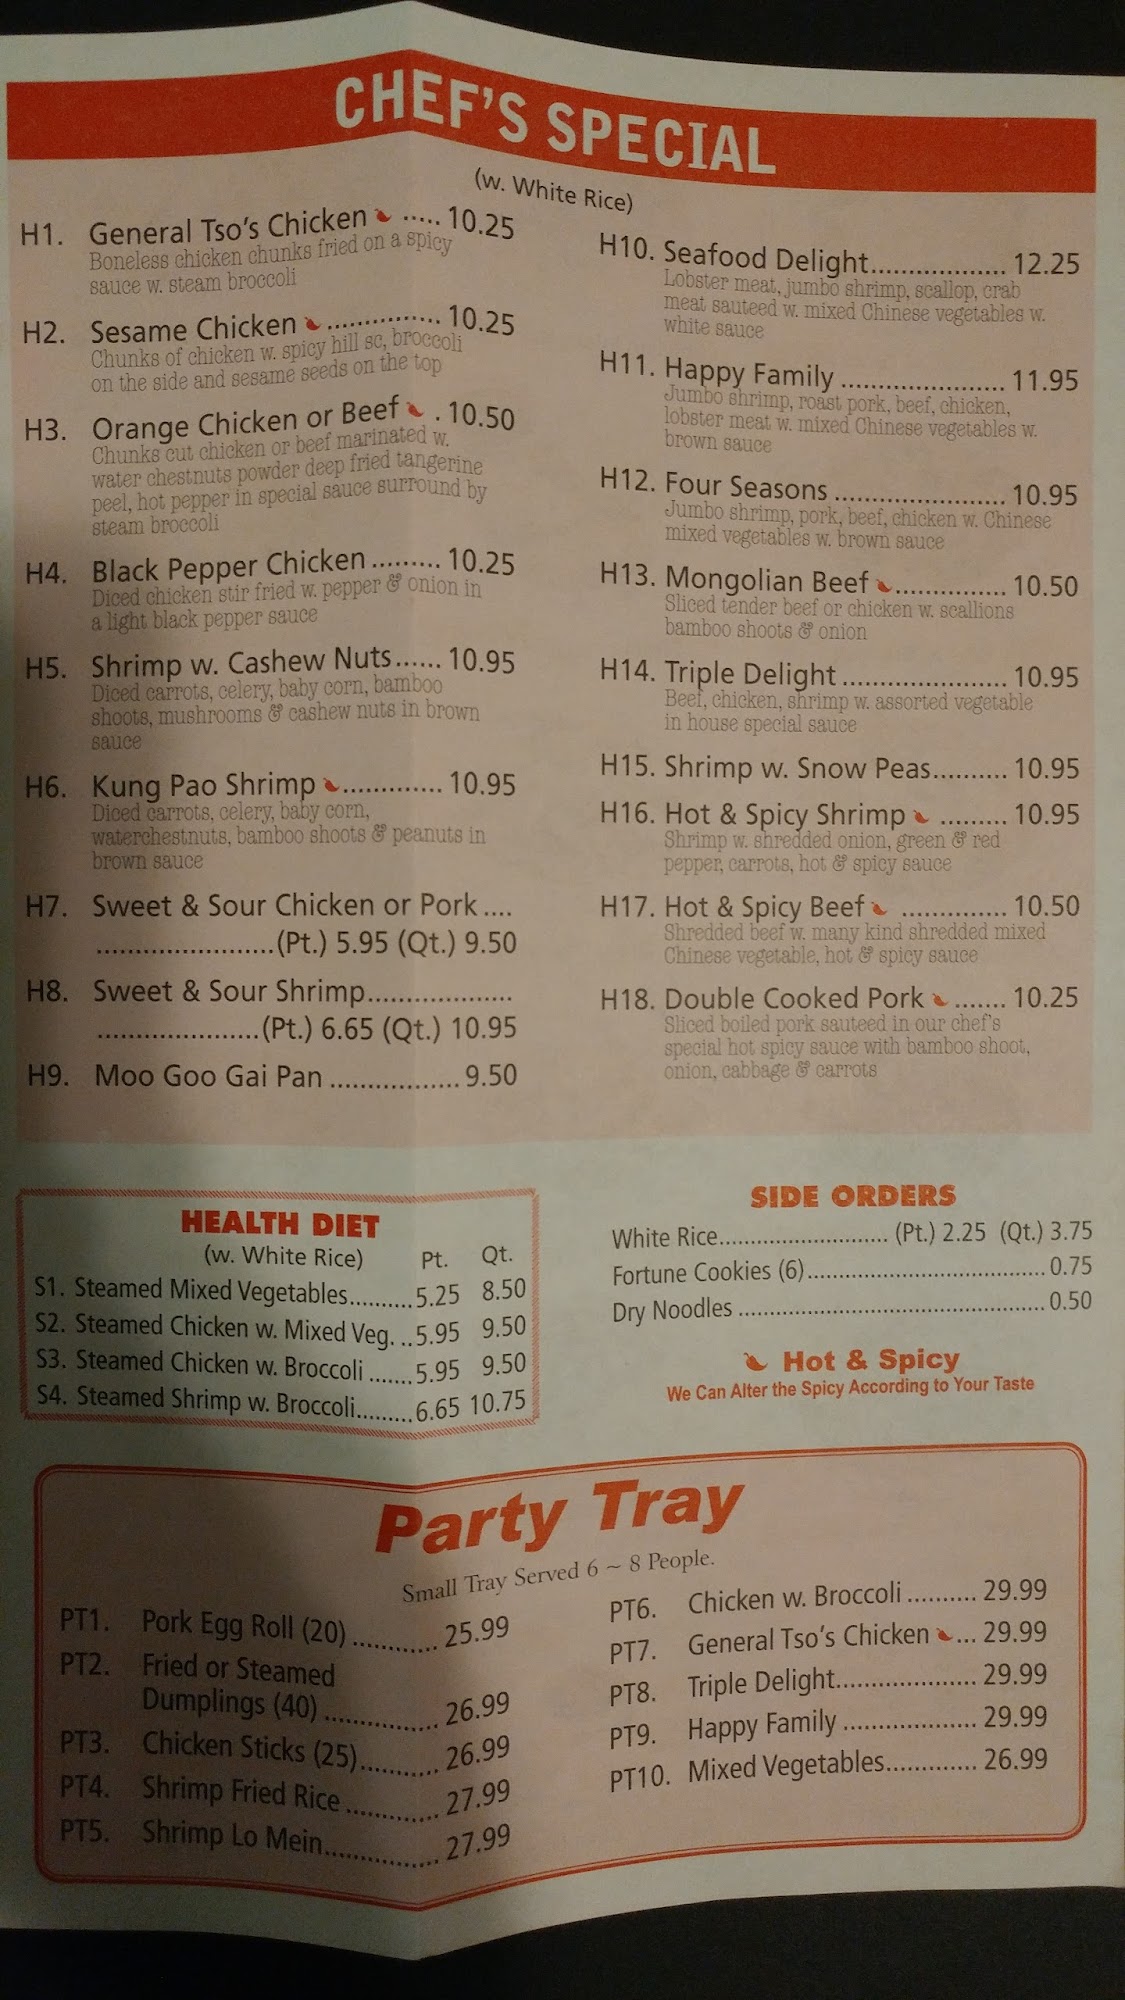 CHEF'S SPECIAL
(w. White Rice)
H1. General Tso's Chicken ..... 10.25
Boneless chicken chunks fried on a spicy
sauce w. steam broccoli
H2. Sesame Chicken ............... 10.25
Chunks of chicken w. spicy hill sc, broccoli
on the side and sesame seeds on the top
H3. Orange Chicken or Beef . 10.50
Chunks cut chicken or beef marinated w.
water chestnuts powder deep fried tangerine
peel, hot pepper in special sauce surround by
steam broccoli
H4. Black Pepper Chicken ......... 10.25
Diced chicken stir fried w. pepper & onion in
a light black pepper sauce
H5. Shrimp w. Cashew Nuts...... 10.95
Diced carrots, celery, baby corn, bamboo
shoots, mushrooms & cashew nuts in brown
sauce
H6. Kung Pao Shrimp ............. 10.95
Diced carrots, celery, baby corn,
waterchestnuts, bamboo shoots & peanuts in
brown sauce
H7. Sweet & Sour Chicken or Pork ....
.......................(Pt.) 5.95 (Qt.) 9.50
H8. Sweet & Sour Shrimp...................
.....................(Pt.) 6.65 (Qt.) 10.95
H9. Moo Goo Gai Pan ................. 9.50
H10. Seafood Delight.................. 12.25
Lobster meat, jumbo shrimp, scallop, crab
meat sauteed w. mixed Chinese vegetables w.
white sauce
H11. Happy Family ...................... 11.95
Jumbo shrimp, roast pork, beef, chicken,
lobster meat w. mixed Chinese vegetables w.
brown sauce
H12. Four Seasons ....................... 10.95
Jumbo shrimp, pork, beef, chicken w. Chinese
mixed vegetables w. brown sauce
H13. Mongolian Beef ............... 10.50
Sliced tender beef or chicken w. scallions
bamboo shoots & onion
H14. Triple Delight ...................... 10.95
Beef, chicken, shrimp w. assorted vegetable
in house special sauce
H15. Shrimp w. Snow Peas.......... 10.95
H16. Hot & Spicy Shrimp ......... 10.95
Shrimp w. shredded onion, green & red
pepper, carrots, hot & spicy sauce
H17. Hot & Spicy Beef .............. 10.50
Shredded beef w. many kind shredded mixed
Chinese vegetable, hot & spicy sauce
H18. Double Cooked Pork ....... 10.25
Sliced boiled pork sauteed in our chef's
special hot spicy sauce with bamboo shoot,
onion, cabbage & carrots
HEALTH DIET
(w. White Rice) Pt. Qt.
S1. Steamed Mixed Vegetables.......... 5.25 8.50
S2. Steamed Chicken w. Mixed Veg. .. 5.95 9.50
S3. Steamed Chicken w. Broccoli ....... 5.95 9.50
S4. Steamed Shrimp w. Broccoli......... 6.65 10.75
SIDE ORDERS
White Rice............................ (Pt.) 2.25 (Qt.) 3.75
Fortune Cookies (6)....................................... 0.75
Dry Noodles ................................................... 0.50
Hot & Spicy
We Can Alter the Spicy According to Your Taste
Party Tray
Small Tray Served 6 ~ 8 People.
PT1. Pork Egg Roll (20) ............ 25.99
PT2. Fried or Steamed
Dumplings (40) ................ 26.99
PT3. Chicken Sticks (25)........... 26.99
PT4. Shrimp Fried Rice ............. 27.99
PT5. Shrimp Lo Mein................ 27.99
PT6. Chicken w. Broccoli .......... 29.99
PT7. General Tso's Chicken ... 29.99
PT8. Triple Delight..................... 29.99
PT9. Happy Family .................... 29.99
PT10. Mixed Vegetables............. 26.99